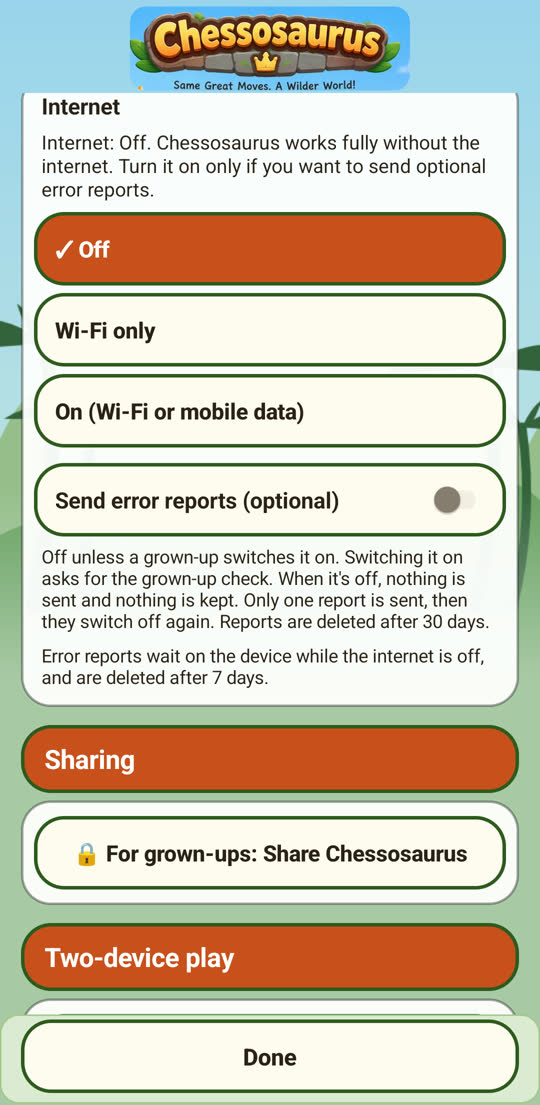 Chessosaurus
Same Great Moves. A Wilder World!
Internet
Internet: Off. Chessosaurus works fully without the
internet. Turn it on only if you want to send optional
error reports.
✓ Off
Wi-Fi only
On (Wi-Fi or mobile data)
Send error reports (optional)
Off unless a grown-up switches it on. Switching it on
asks for the grown-up check. When it's off, nothing is
sent and nothing is kept. Only one report is sent, then
they switch off again. Reports are deleted after 30 days.
Error reports wait on the device while the internet is off,
and are deleted after 7 days.
Sharing
🔒 For grown-ups: Share Chessosaurus
Two-device play
Done